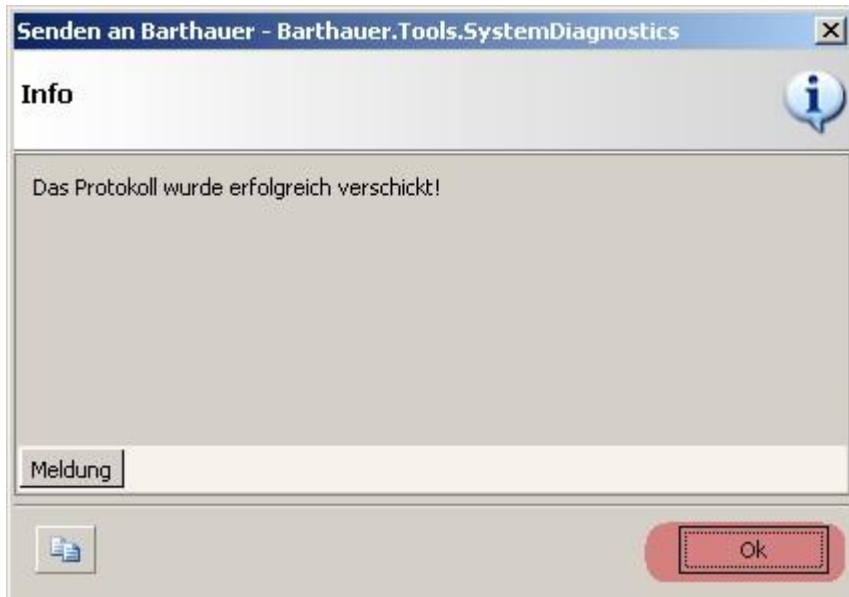 Senden an Barthauer - Barthauer.Tools.SystemDiagnostics
Info
Das Protokoll wurde erfolgreich verschickt!
Meldung
Ok